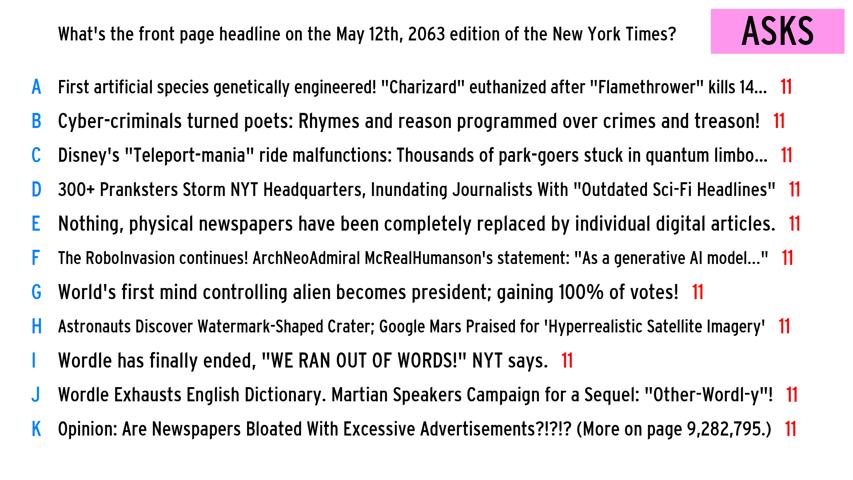 What's the front page headline on the May 12th, 2063 edition of the New York Times?
ASKS
A First artificial species genetically engineered! "Charizard" euthanized after "Flamethrower" kills 14... 11
B Cyber-criminals turned poets: Rhymes and reason programmed over crimes and treason! 11
C Disney's "Teleport-mania" ride malfunctions: Thousands of park-goers stuck in quantum limbo... 11
D 300+ Pranksters Storm NYT Headquarters, Inundating Journalists With "Outdated Sci-Fi Headlines" 11
E Nothing, physical newspapers have been completely replaced by individual digital articles. 11
F The RoboInvasion continues! ArchNeoAdmiral McRealHumanson's statement: "As a generative AI model..." 11
G World's first mind controlling alien becomes president; gaining 100% of votes! 11
H Astronauts Discover Watermark-Shaped Crater; Google Mars Praised for 'Hyperrealistic Satellite Imagery' 11
I Wordle has finally ended, "WE RAN OUT OF WORDS!" NYT says. 11
J Wordle Exhausts English Dictionary. Martian Speakers Campaign for a Sequel: "Other-Wordl-y"! 11
K Opinion: Are Newspapers Bloated With Excessive Advertisements?!?!? (More on page 9,282,795.) 11